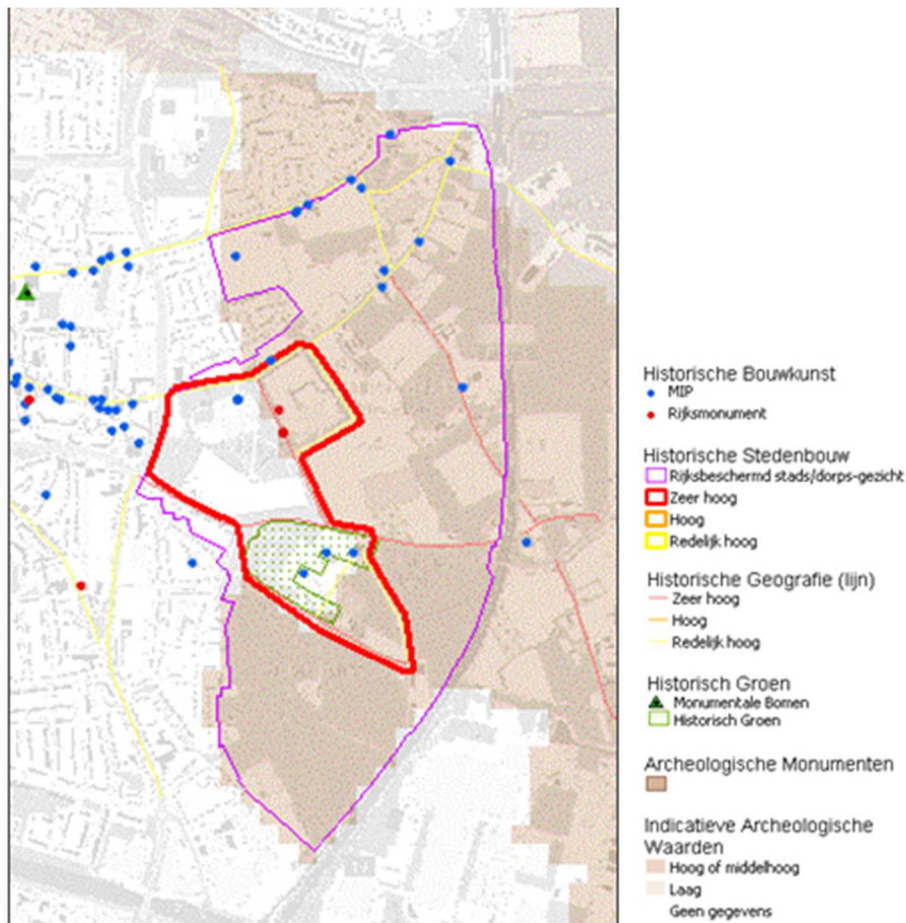 Historische Bouwkunst
MIP
Rijksmonument
Historische Stedenbouw
Rijksbeschermd stads/dorps-gezicht
Zeer hoog
Hoog
Redelijk hoog
Historische Geografie (lijn)
Zeer hoog
Hoog
Redelijk hoog
Historisch Groen
Monumentale Bomen
Historisch Groen
Archeologische Monumenten
Indicatieve Archeologische
Waarden
Hoog of middelhoog
Laag
Geen gegevens